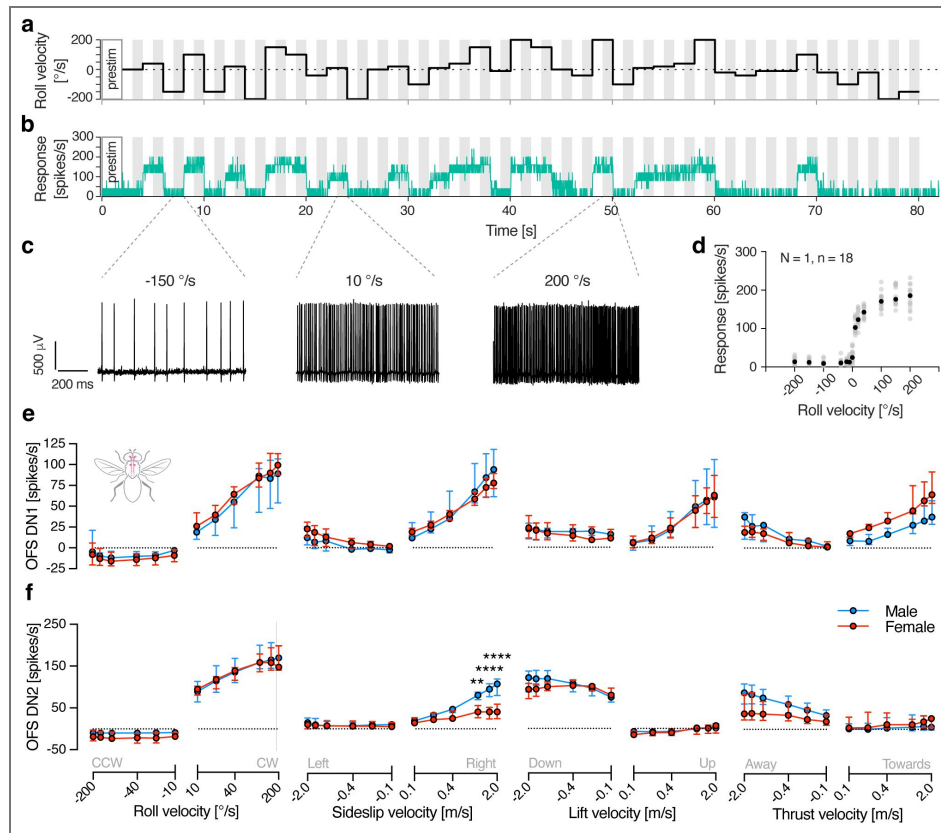 a
Roll velocity
[°/s]
200
0
-200
prestim
b
Response
[spikes/s]
300
200
100
0
prestim
0 10 20 30 40 50 60 70 80
Time [s]
c
-150 °/s 10 °/s 200 °/s
500 µV
200 ms
d
N = 1, n = 18
Response [spikes/s]
300
200
100
0
-200 -100 0 100 200
Roll velocity [°/s]
e
OFS DN1 [spikes/s]
125
100
75
50
25
0
-25
f
OFS DN2 [spikes/s]
250
150
50
-50
Male
Female
****
****
**
CCW CW Left Right Down Up Away Towards
-200 -40 -10 10 40 200 -2.0 -0.4 -0.1 0.1 0.4 2.0 -2.0 -0.4 -0.1 0.1 0.4 2.0 -2.0 -0.4 -0.1 0.1 0.4 2.0
Roll velocity [°/s] Sideslip velocity [m/s] Lift velocity [m/s] Thrust velocity [m/s]